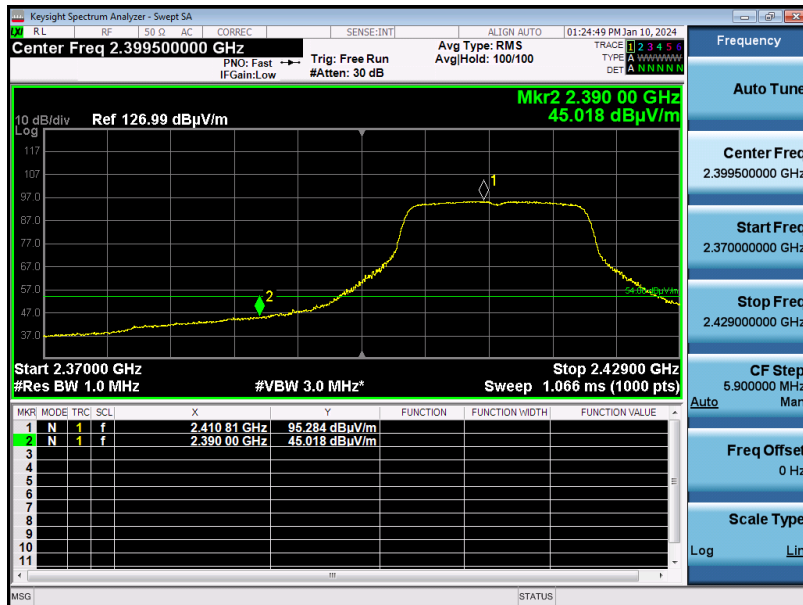 Keysight Spectrum Analyzer - Swept SA
LXI RL RF 50 Ω AC CORREC SENSE:INT ALIGN AUTO 01:24:49 PM Jan 10, 2024
Center Freq 2.399500000 GHz
PNO: Fast
IFGain:Low
Trig: Free Run
#Atten: 30 dB
Avg Type: RMS
Avg|Hold: 100/100
TRACE 1 2 3 4 5 6
TYPE A WWWWW
DET A N N N N N
Mkr2 2.390 00 GHz
45.018 dBµV/m
10 dB/div Ref 126.99 dBµV/m
Log
117
107
97.0
87.0
77.0
67.0
57.0
47.0
37.0
1
2
54.00 dBµV/m
Start 2.37000 GHz Stop 2.42900 GHz
#Res BW 1.0 MHz #VBW 3.0 MHz* Sweep 1.066 ms (1000 pts)
MKR MODE TRC SCL X Y FUNCTION FUNCTION WIDTH FUNCTION VALUE
1 N 1 f 2.410 81 GHz 95.284 dBµV/m
2 N 1 f 2.390 00 GHz 45.018 dBµV/m
3
4
5
6
7
8
9
10
11
MSG STATUS
Frequency
Auto Tune
Center Freq
2.399500000 GHz
Start Freq
2.370000000 GHz
Stop Freq
2.429000000 GHz
CF Step
5.900000 MHz
Auto Man
Freq Offset
0 Hz
Scale Type
Log Lin